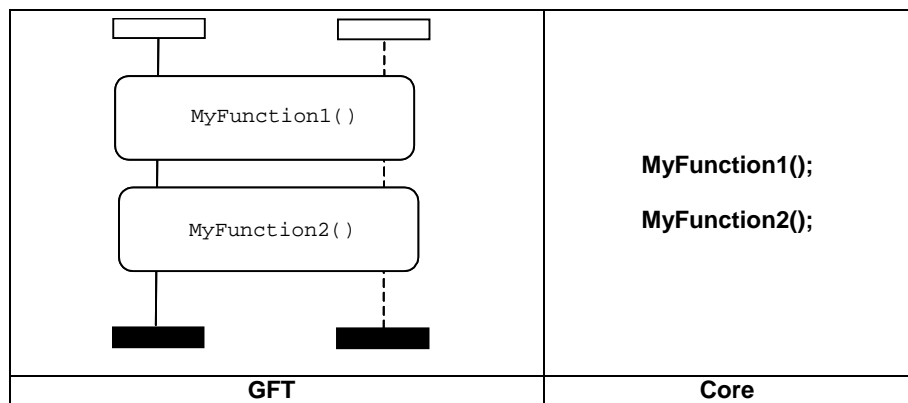 MyFunction1()
MyFunction2()
MyFunction1();
MyFunction2();
GFT
Core